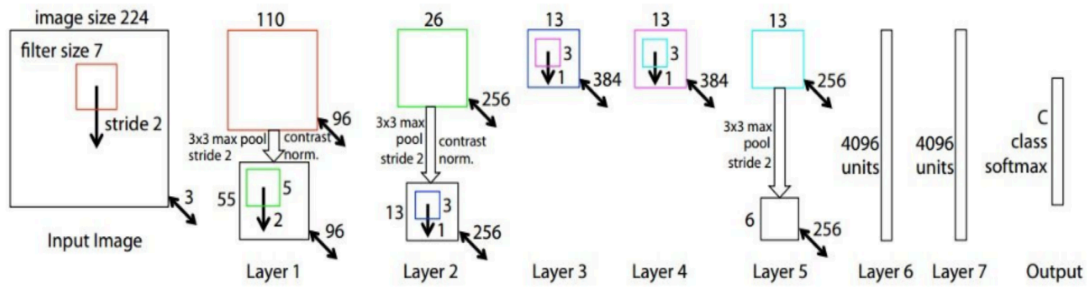 image size 224
filter size 7
stride 2
3
Input Image
110
96
3x3 max pool
stride 2
contrast
norm.
55
5
2
96
Layer 1
26
256
3x3 max
pool
stride 2
contrast
norm.
13
3
1
256
Layer 2
13
3
1
384
Layer 3
13
3
1
384
Layer 4
13
256
3x3 max
pool
stride 2
6
256
Layer 5
4096
units
Layer 6
4096
units
Layer 7
C
class
softmax
Output